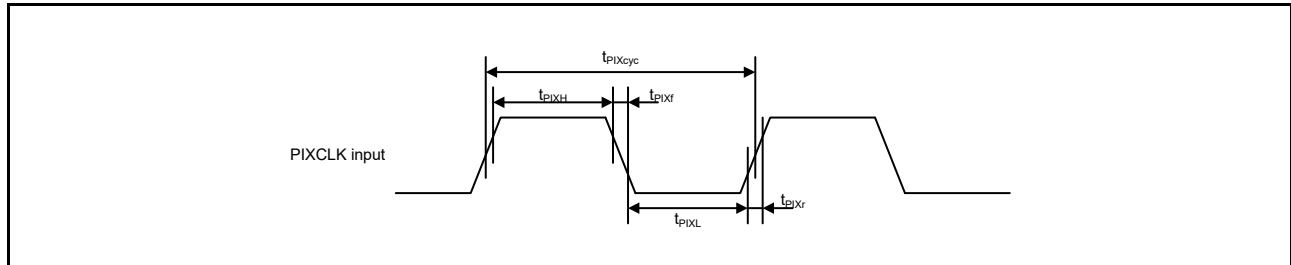 tPIXcyc
tPIXH tPIXf
PIXCLK input
tPIXr
tPIXL